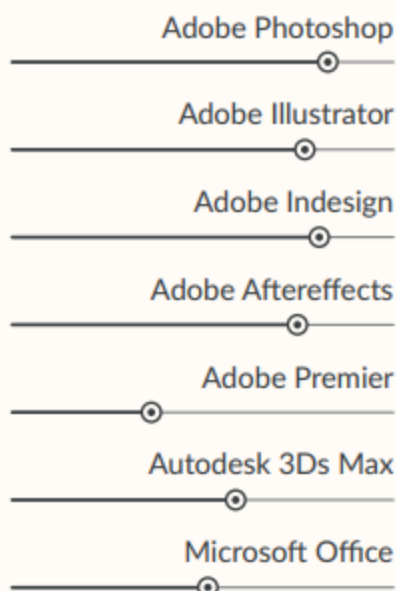 Adobe Photoshop
Adobe Illustrator
Adobe Indesign
Adobe Aftereffects
Adobe Premier
Autodesk 3Ds Max
Microsoft Office